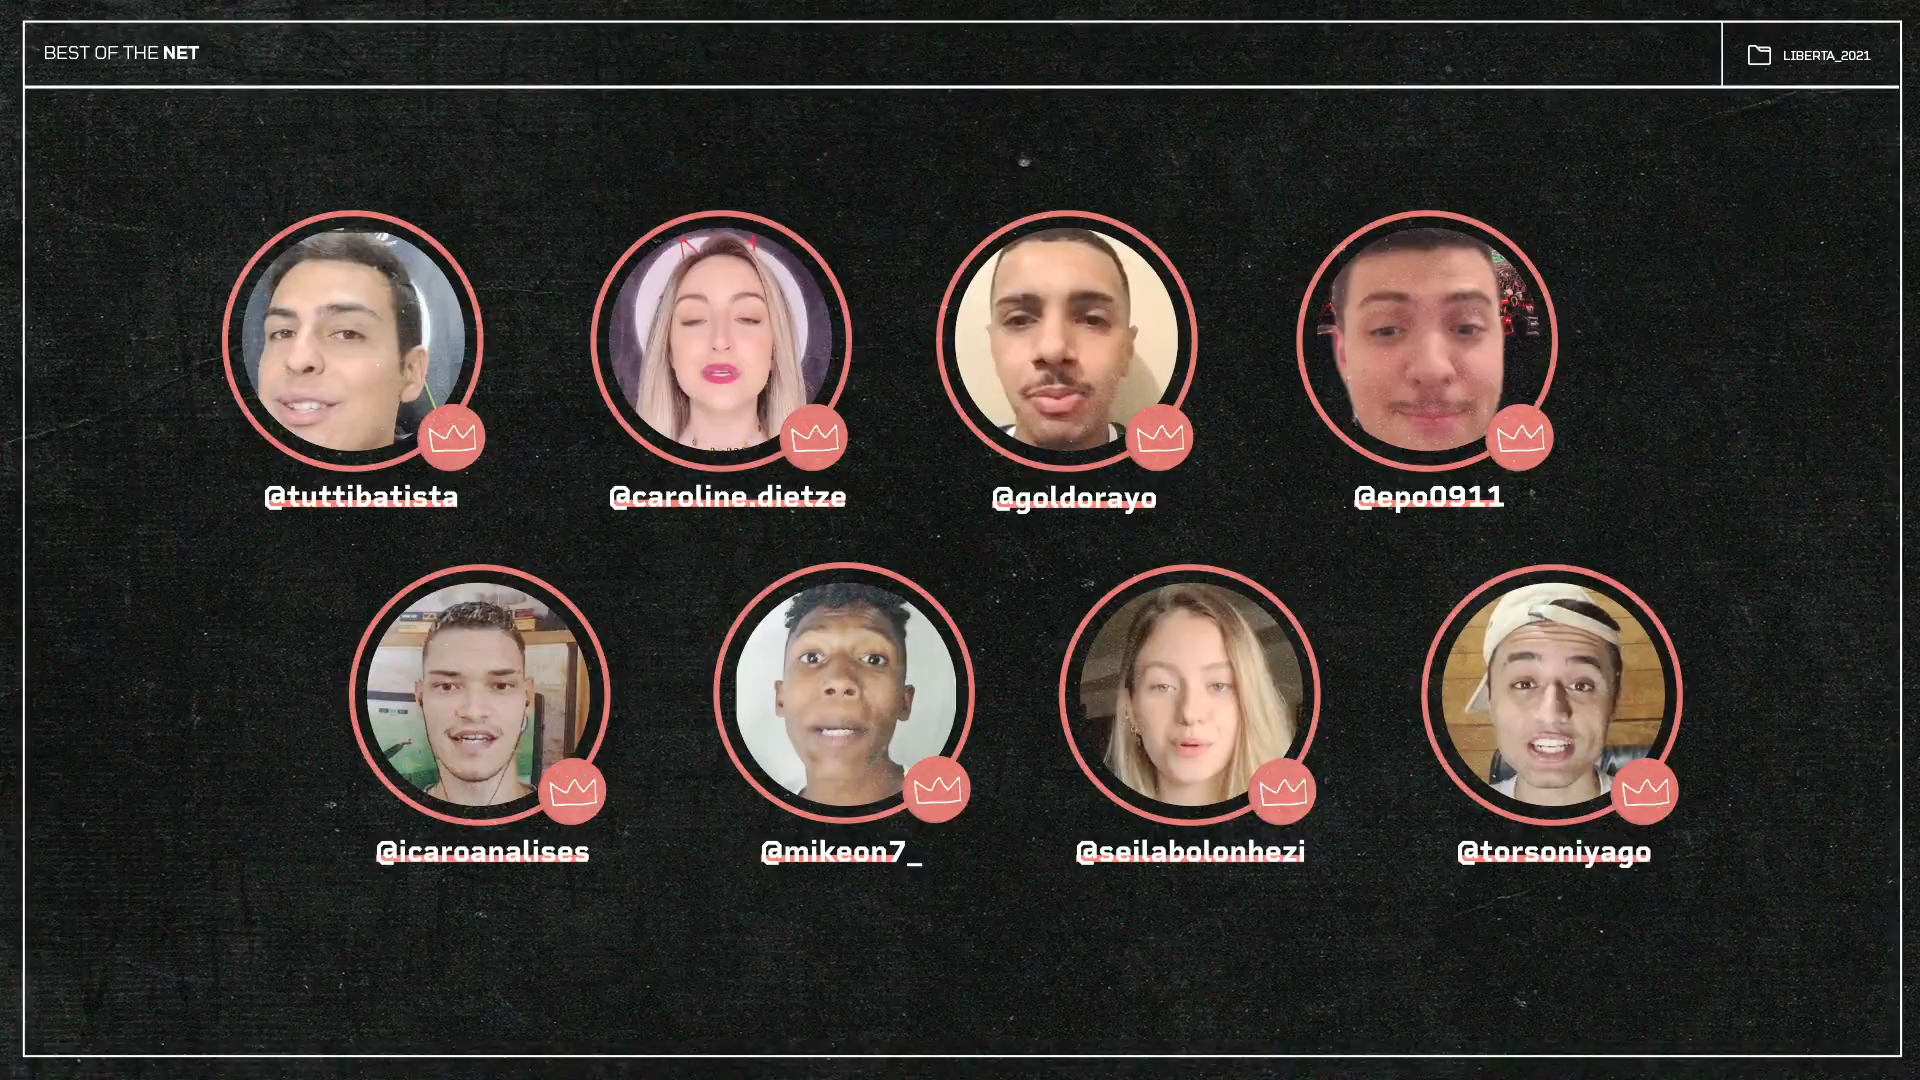 BEST OF THE NET
LIBERTA_2021
@tuttibatista
@caroline.dietze
@goldorayo
@epo0911
@icaroanalises
@mikeon7_
@seilabolonhezi
@torsoniyago